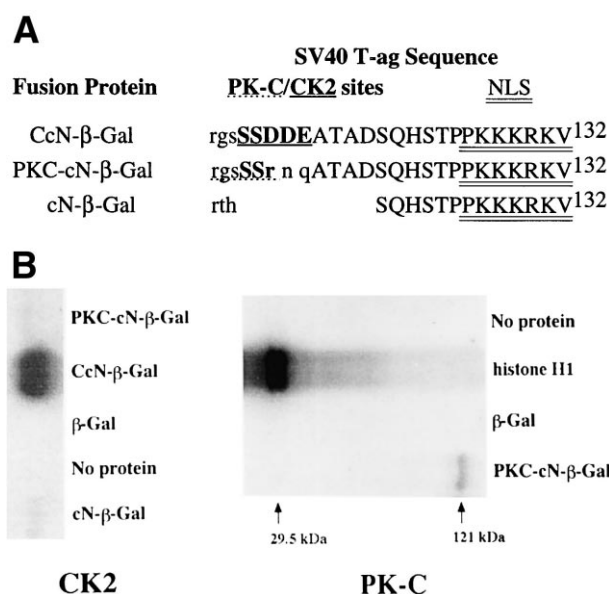 A
SV40 T-ag Sequence
Fusion Protein PK-C/CK2 sites NLS
CcN-β-Gal rgsSSDDEATADSQHSTPPKKKRKV132
PKC-cN-β-Gal rgsSSr n qATADSQHSTPPKKKRKV132
cN-β-Gal rth SQHSTPPKKKRKV132
B
PKC-cN-β-Gal
CcN-β-Gal
β-Gal
No protein
cN-β-Gal
CK2
No protein
histone H1
β-Gal
PKC-cN-β-Gal
29.5 kDa 121 kDa
PK-C